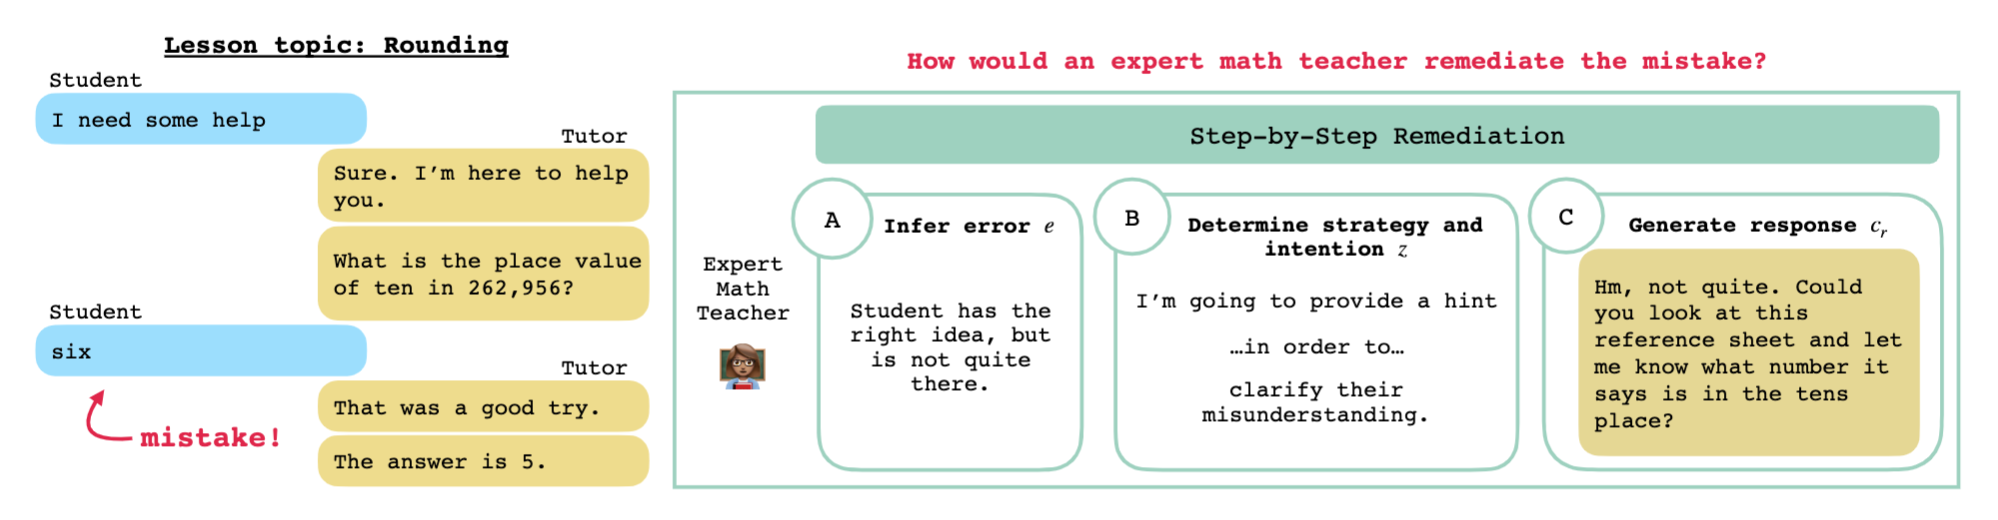 Lesson topic: Rounding
Student
I need some help
Tutor
Sure. I’m here to help
you.
What is the place value
of ten in 262,956?
Student
six
mistake!
Tutor
That was a good try.
The answer is 5.
How would an expert math teacher remediate the mistake?
Step-by-Step Remediation
Expert
Math
Teacher
A
Infer error e
Student has the
right idea, but
is not quite
there.
B
Determine strategy and
intention z
I’m going to provide a hint
…in order to…
clarify their
misunderstanding.
C
Generate response cᵣ
Hm, not quite. Could
you look at this
reference sheet and let
me know what number it
says is in the tens
place?